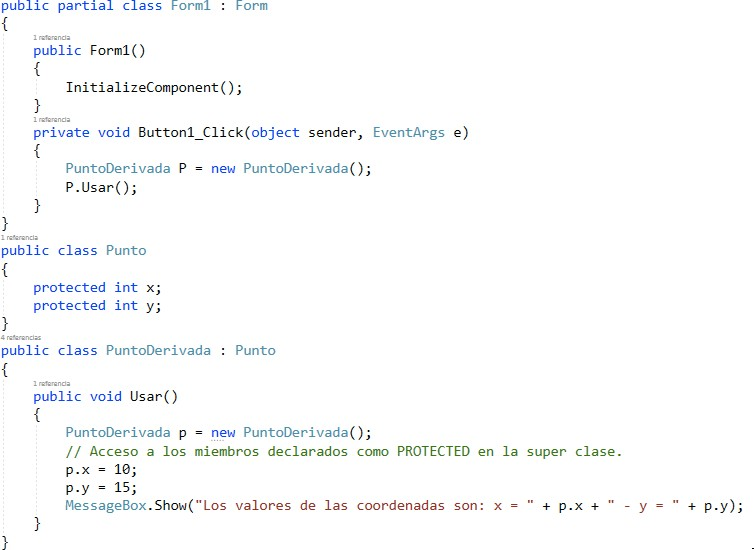 public partial class Form1 : Form
{
1 referencia
public Form1()
{
InitializeComponent();
}
1 referencia
private void Button1_Click(object sender, EventArgs e)
{
PuntoDerivada P = new PuntoDerivada();
P.Usar();
}
}
1 referencia
public class Punto
{
protected int x;
protected int y;
}
4 referencias
public class PuntoDerivada : Punto
{
1 referencia
public void Usar()
{
PuntoDerivada p = new PuntoDerivada();
// Acceso a los miembros declarados como PROTECTED en la super clase.
p.x = 10;
p.y = 15;
MessageBox.Show("Los valores de las coordenadas son: x = " + p.x + " - y = " + p.y);
}
}